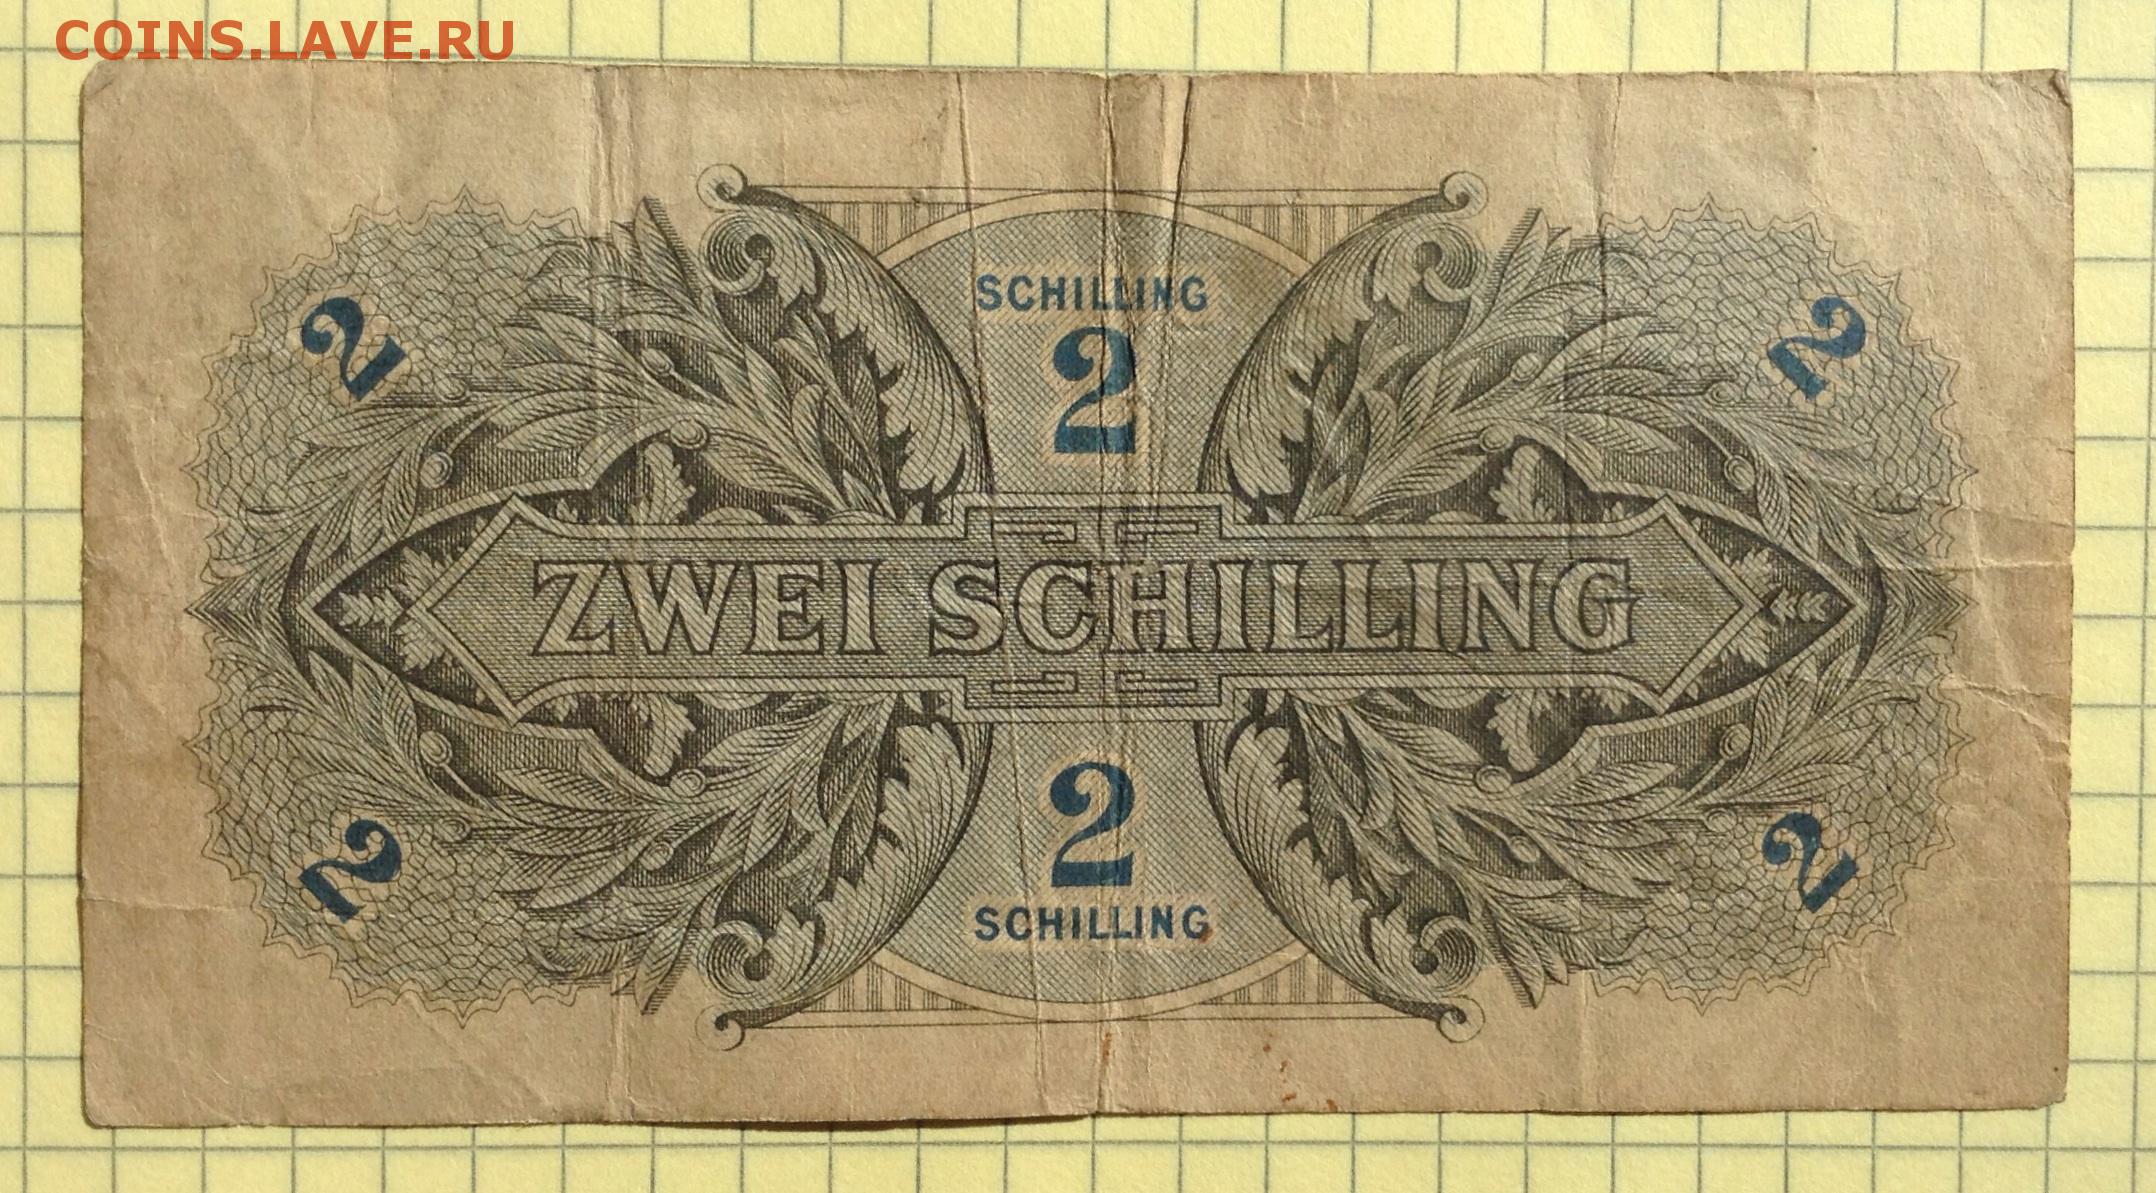 COINS.LAVE.RU
SCHILLING
2
2 2
ZWEI SCHILLING
2
2 2
SCHILLING